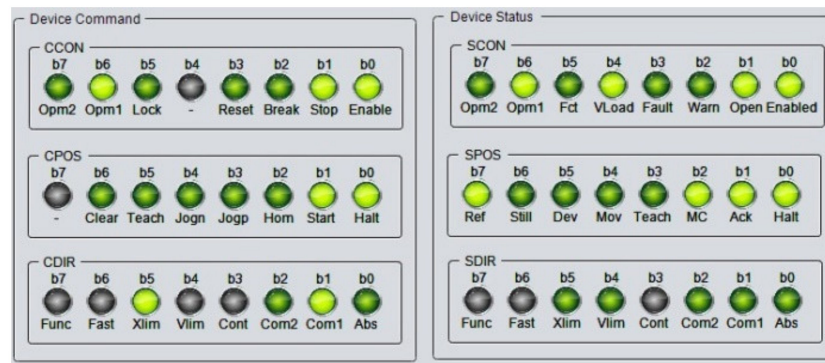 Device Command
CCON
b7 b6 b5 b4 b3 b2 b1 b0
Opm2 Opm1 Lock - Reset Break Stop Enable
CPOS
b7 b6 b5 b4 b3 b2 b1 b0
- Clear Teach Jogn Jogp Hom Start Halt
CDIR
b7 b6 b5 b4 b3 b2 b1 b0
Func Fast Xlim Vlim Cont Com2 Com1 Abs
Device Status
SCON
b7 b6 b5 b4 b3 b2 b1 b0
Opm2 Opm1 Fct VLoad Fault Warn Open Enabled
SPOS
b7 b6 b5 b4 b3 b2 b1 b0
Ref Still Dev Mov Teach MC Ack Halt
SDIR
b7 b6 b5 b4 b3 b2 b1 b0
Func Fast Xlim Vlim Cont Com2 Com1 Abs